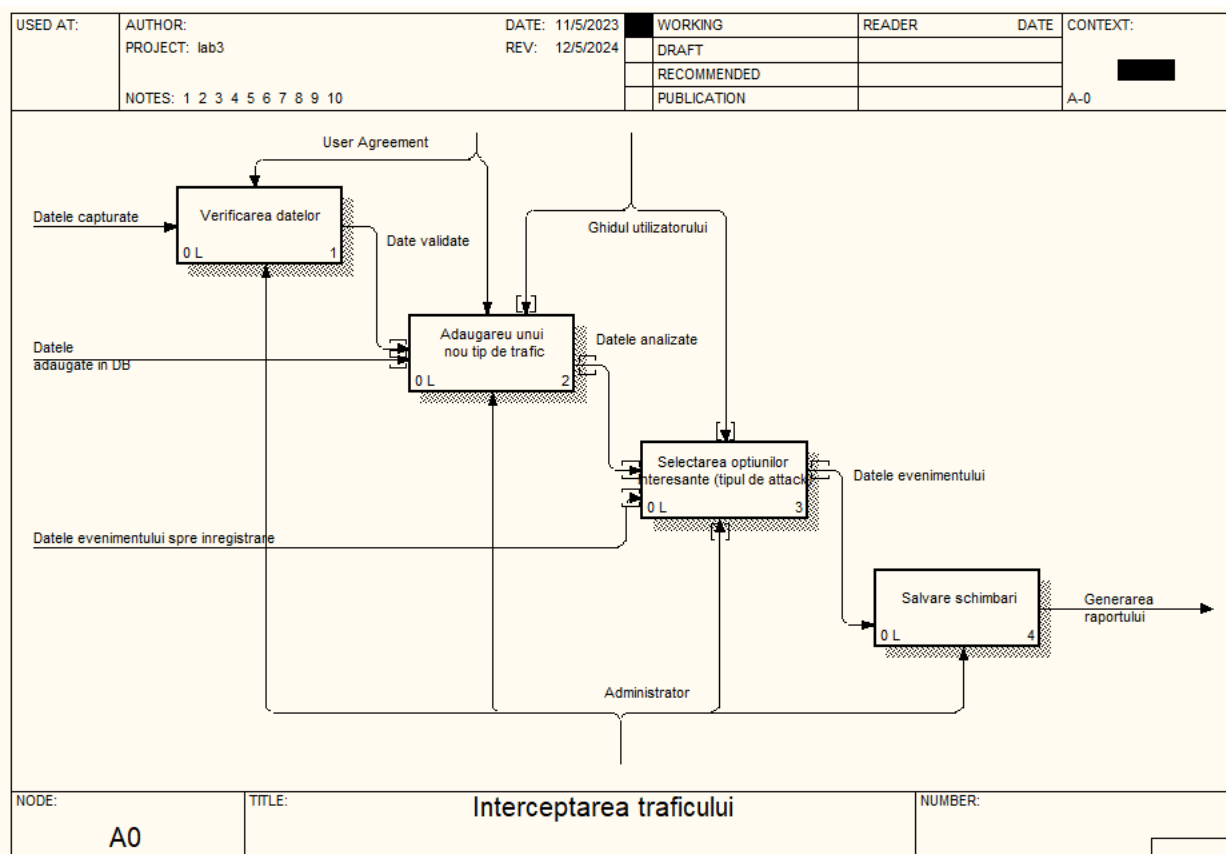 USED AT:
AUTHOR:
DATE: 11/5/2023
PROJECT: lab3
REV: 12/5/2024
NOTES: 1 2 3 4 5 6 7 8 9 10
WORKING
DRAFT
RECOMMENDED
PUBLICATION
READER
DATE
CONTEXT:
A-0
User Agreement
Datele capturate
Verificarea datelor
0 L
1
Date validate
Ghidul utilizatorului
Datele
adaugate in DB
Adaugareu unui
nou tip de trafic
0 L
2
Datele analizate
Selectarea optiunilor
interesante (tipul de attack
0 L
3
Datele evenimentului
Datele evenimentului spre inregistrare
Salvare schimbari
0 L
4
Generarea
raportului
Administrator
NODE:
A0
TITLE:
Interceptarea traficului
NUMBER: